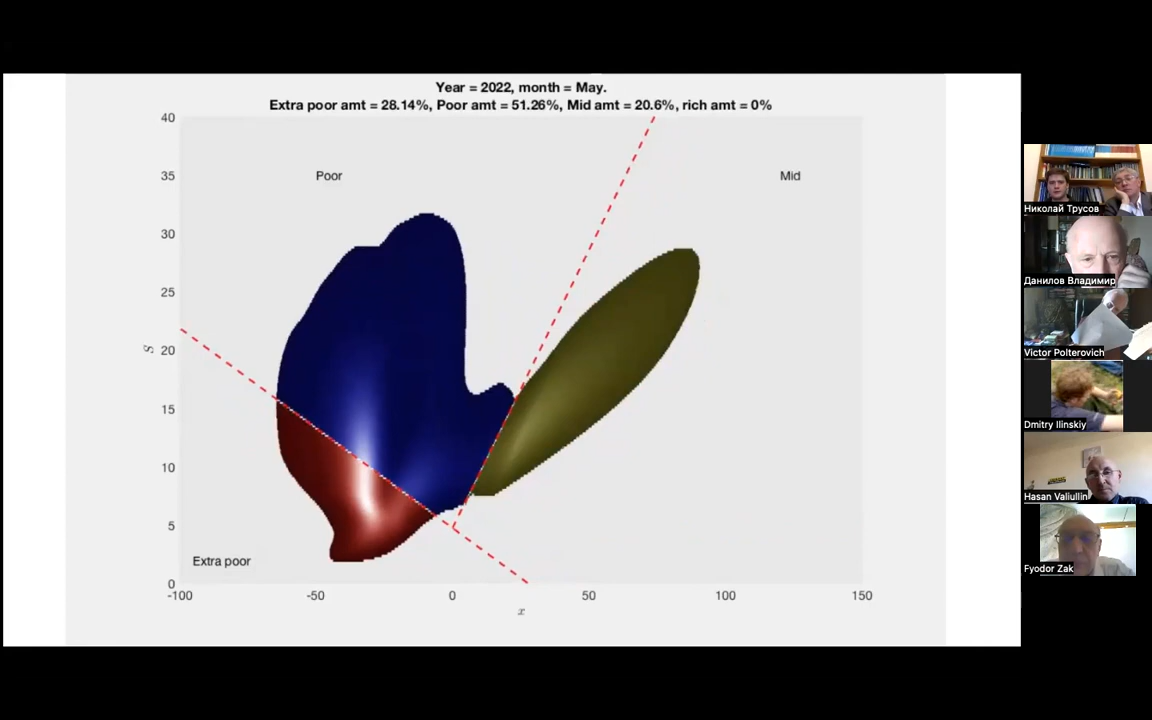 Year = 2022, month = May.
Extra poor amt = 28.14%, Poor amt = 51.26%, Mid amt = 20.6%, rich amt = 0%
40
35
30
25
20
15
10
5
0
S
Poor
Mid
Extra poor
-100
-50
0
50
100
150
x
Николай Трусов
Данилов Владимир
Victor Polterovich
Dmitry Ilinskiy
Hasan Valiullin
Fyodor Zak